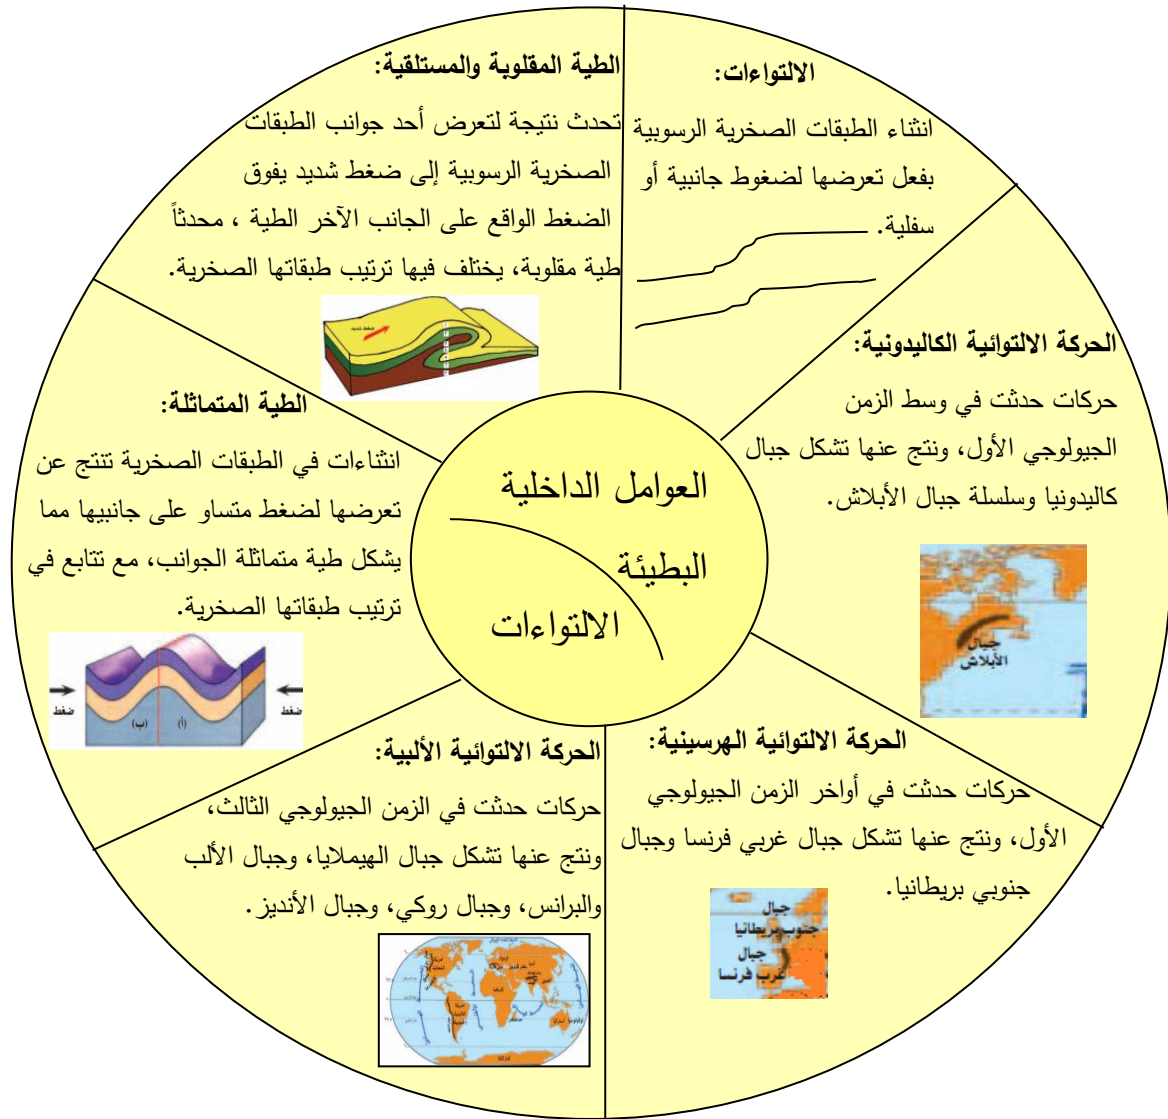 الالتواءات:
انثناء الطبقات الصخرية الرسوبية
بفعل تعرضها لضغوط جانبية أو
سفلية.
الحركة الالتوائية الكاليدونية:
حركات حدثت في وسط الزمن
الجيولوجي الأول، ونتج عنها تشكل جبال
كاليدونيا وسلسلة جبال الأبلاش.
جبال
الأبلاش
الحركة الالتوائية الهرسينية:
حركات حدثت في أواخر الزمن الجيولوجي
الأول، ونتج عنها تشكل جبال غربي فرنسا وجبال
جنوبي بريطانيا.
جبال
جنوب بريطانيا
جبال
غرب فرنسا
الحركة الالتوائية الألبية:
حركات حدثت في الزمن الجيولوجي الثالث،
ونتج عنها تشكل جبال الهيملايا، وجبال الألب
والبرانس، وجبال روكي، وجبال الأنديز.
الطية المتماثلة:
انثناءات في الطبقات الصخرية تنتج عن
تعرضها لضغط متساو على جانبيها مما
يشكل طية متماثلة الجوانب، مع تتابع في
ترتيب طبقاتها الصخرية.
ضغط
(أ)
(ب)
ضغط
الطية المقلوبة والمستلقية:
تحدث نتيجة لتعرض أحد جوانب الطبقات
الصخرية الرسوبية إلى ضغط شديد يفوق
الضغط الواقع على الجانب الآخر الطية ، محدثاً
طية مقلوبة، يختلف فيها ترتيب طبقاتها الصخرية.
ضغط شديد
العوامل الداخلية
البطيئة
الالتواءات